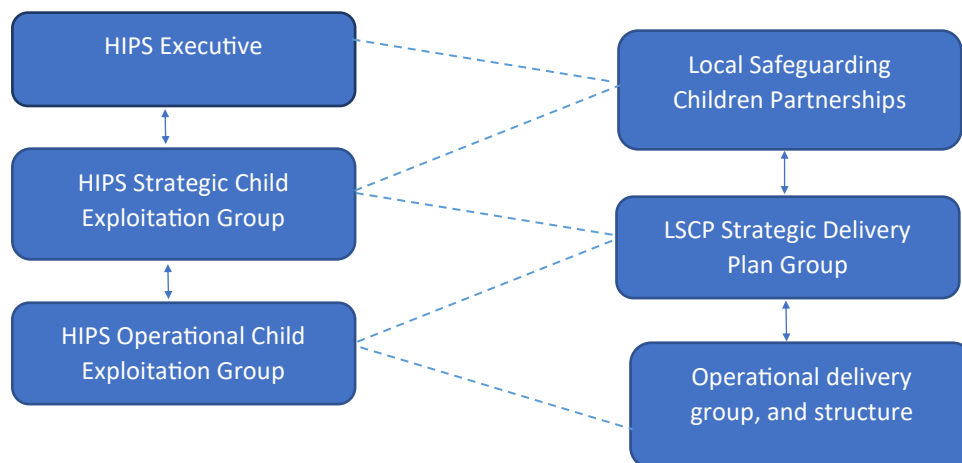 HIPS Executive
HIPS Strategic Child
Exploitation Group
HIPS Operational Child
Exploitation Group
Local Safeguarding
Children Partnerships
LSCP Strategic Delivery
Plan Group
Operational delivery
group, and structure